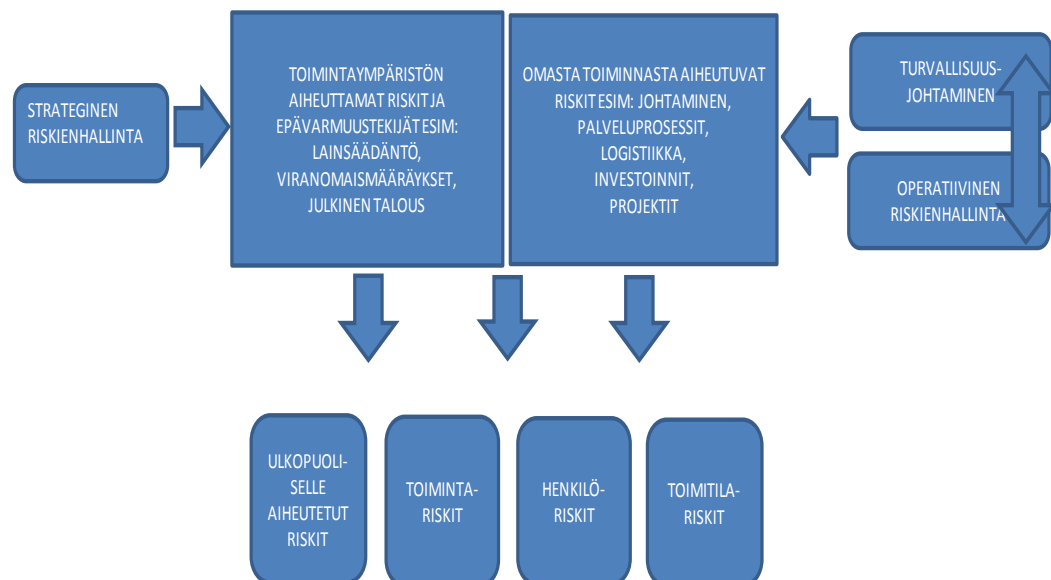 STRATEGINEN
RISKIENHALLINTA
TOIMINTAYMPÄRISTÖN
AIHEUTTAMAT RISKIT JA
EPÄVARMUUSTEKIJÄT ESIM:
LAINSÄÄDÄNTÖ,
VIRANOMAISMÄÄRÄYKSET,
JULKINEN TALOUS
OMASTA TOIMINNASTA AIHEUTUVAT
RISKIT ESIM: JOHTAMINEN,
PALVELUPROSESSIT,
LOGISTIIKKA,
INVESTOINNIT,
PROJEKTIT
TURVALLISUUS-
JOHTAMINEN
OPERATIIVINEN
RISKIENHALLINTA
ULKOPUOLI-
SELLE
AIHEUTETUT
RISKIT
TOIMINTA-
RISKIT
HENKILÖ-
RISKIT
TOIMITILA-
RISKIT